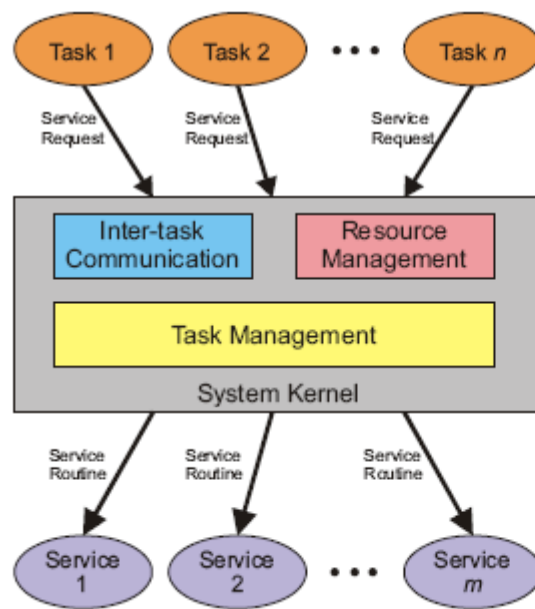 Task 1
Task 2
• • •
Task n
Service
Request
Service
Request
Service
Request
Inter-task
Communication
Resource
Management
Task Management
System Kernel
Service
Routine
Service
Routine
Service
Routine
Service
1
Service
2
• • •
Service
m